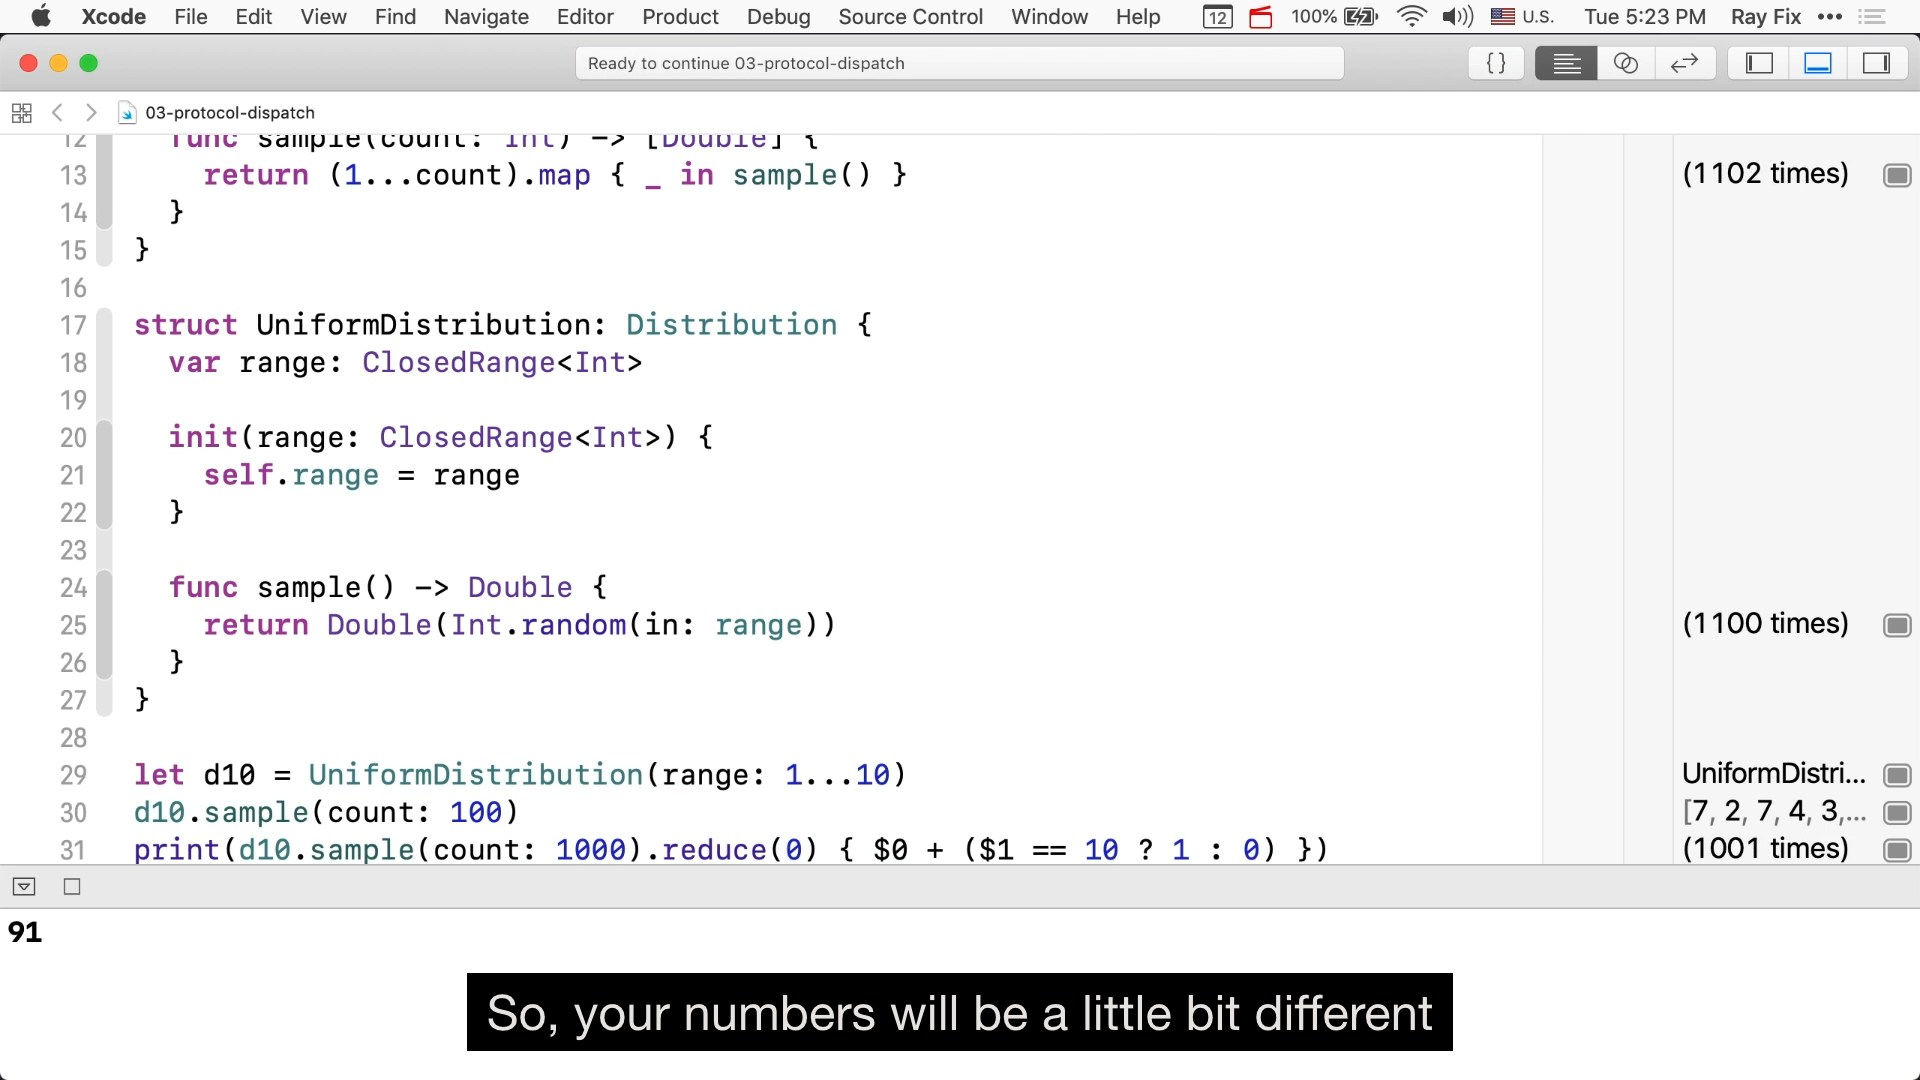 Xcode File Edit View Find Navigate Editor Product Debug Source Control Window Help 12 100% U.S. Tue 5:23 PM Ray Fix •••
Ready to continue 03-protocol-dispatch {}
03-protocol-dispatch
12 func sample(count: Int) -> [Double] {
13 return (1...count).map { _ in sample() } (1102 times)
14 }
15 }
16
17 struct UniformDistribution: Distribution {
18 var range: ClosedRange<Int>
19
20 init(range: ClosedRange<Int>) {
21 self.range = range
22 }
23
24 func sample() -> Double {
25 return Double(Int.random(in: range)) (1100 times)
26 }
27 }
28
29 let d10 = UniformDistribution(range: 1...10) UniformDistri...
30 d10.sample(count: 100) [7, 2, 7, 4, 3,...
31 print(d10.sample(count: 1000).reduce(0) { $0 + ($1 == 10 ? 1 : 0) }) (1001 times)
91
So, your numbers will be a little bit different